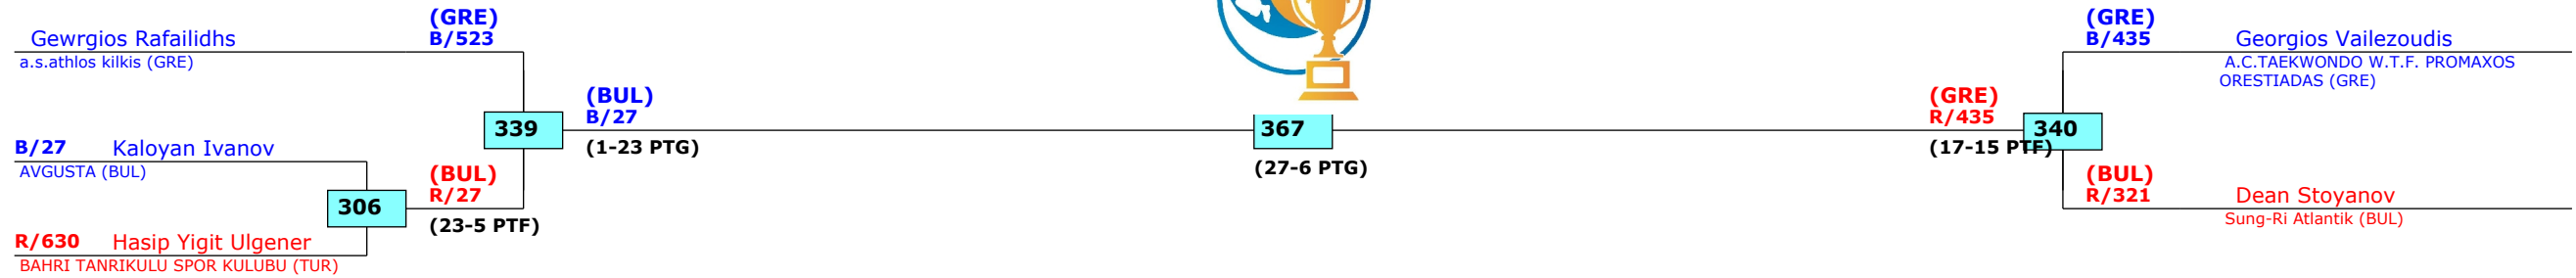 (GRE)
B/523
Gewrgios Rafailidhs
a.s.athlos kilkis (GRE)
339
(BUL)
B/27
(1-23 PTG)
B/27 Kaloyan Ivanov
AVGUSTA (BUL)
306
(BUL)
R/27
(23-5 PTF)
R/630 Hasip Yigit Ulgener
BAHRI TANRIKULU SPOR KULUBU (TUR)
367
(27-6 PTG)
(GRE)
R/435
(17-15 PTF)
340
(GRE)
B/435
Georgios Vailezoudis
A.C.TAEKWONDO W.T.F. PROMAXOS
ORESTIADAS (GRE)
(BUL)
R/321
Dean Stoyanov
Sung-Ri Atlantik (BUL)